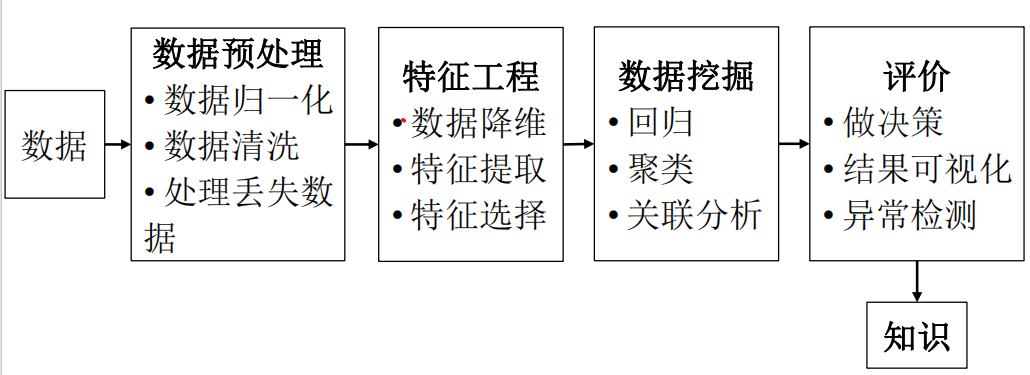 数据
数据预处理
• 数据归一化
• 数据清洗
• 处理丢失数
据
特征工程
• 数据降维
• 特征提取
• 特征选择
数据挖掘
• 回归
• 聚类
• 关联分析
评价
• 做决策
• 结果可视化
• 异常检测
知识